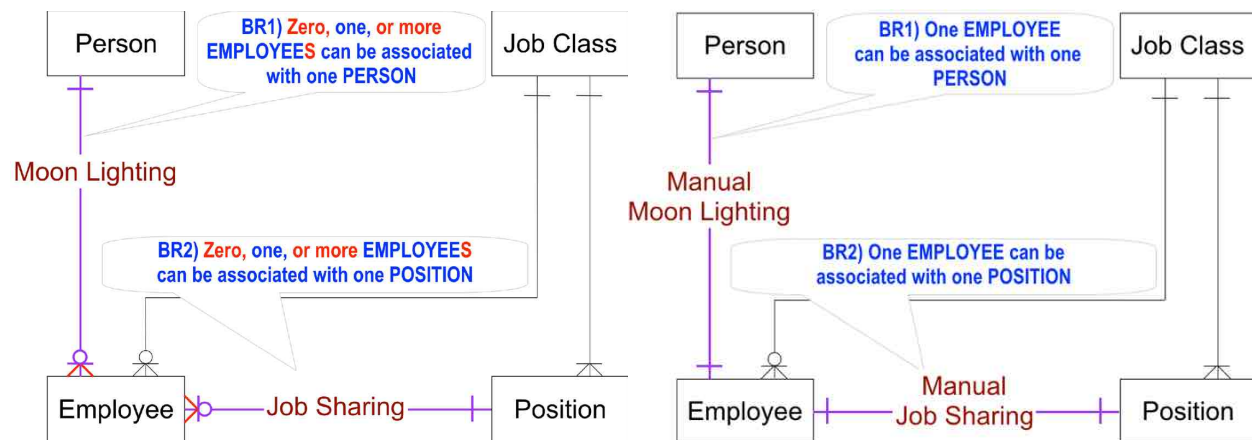 Person
BR1) Zero, one, or more
EMPLOYEES can be associated
with one PERSON
Job Class
Moon Lighting
BR2) Zero, one, or more EMPLOYEES
can be associated with one POSITION
Employee
Job Sharing
Position
Person
BR1) One EMPLOYEE
can be associated with one
PERSON
Job Class
Manual
Moon Lighting
BR2) One EMPLOYEE can be
associated with one POSITION
Employee
Manual
Job Sharing
Position